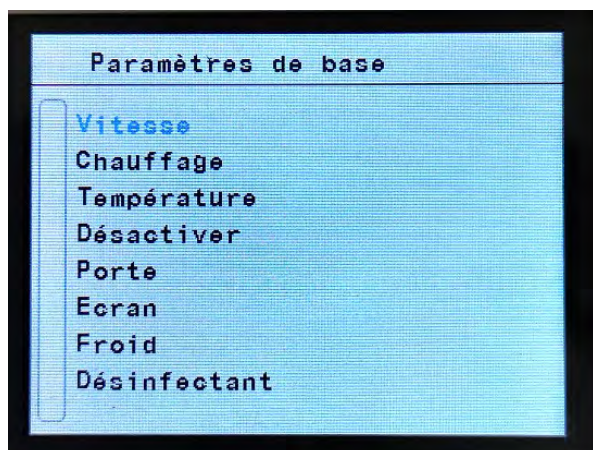 Paramètres de base
Vitesse
Chauffage
Température
Désactiver
Porte
Ecran
Froid
Désinfectant